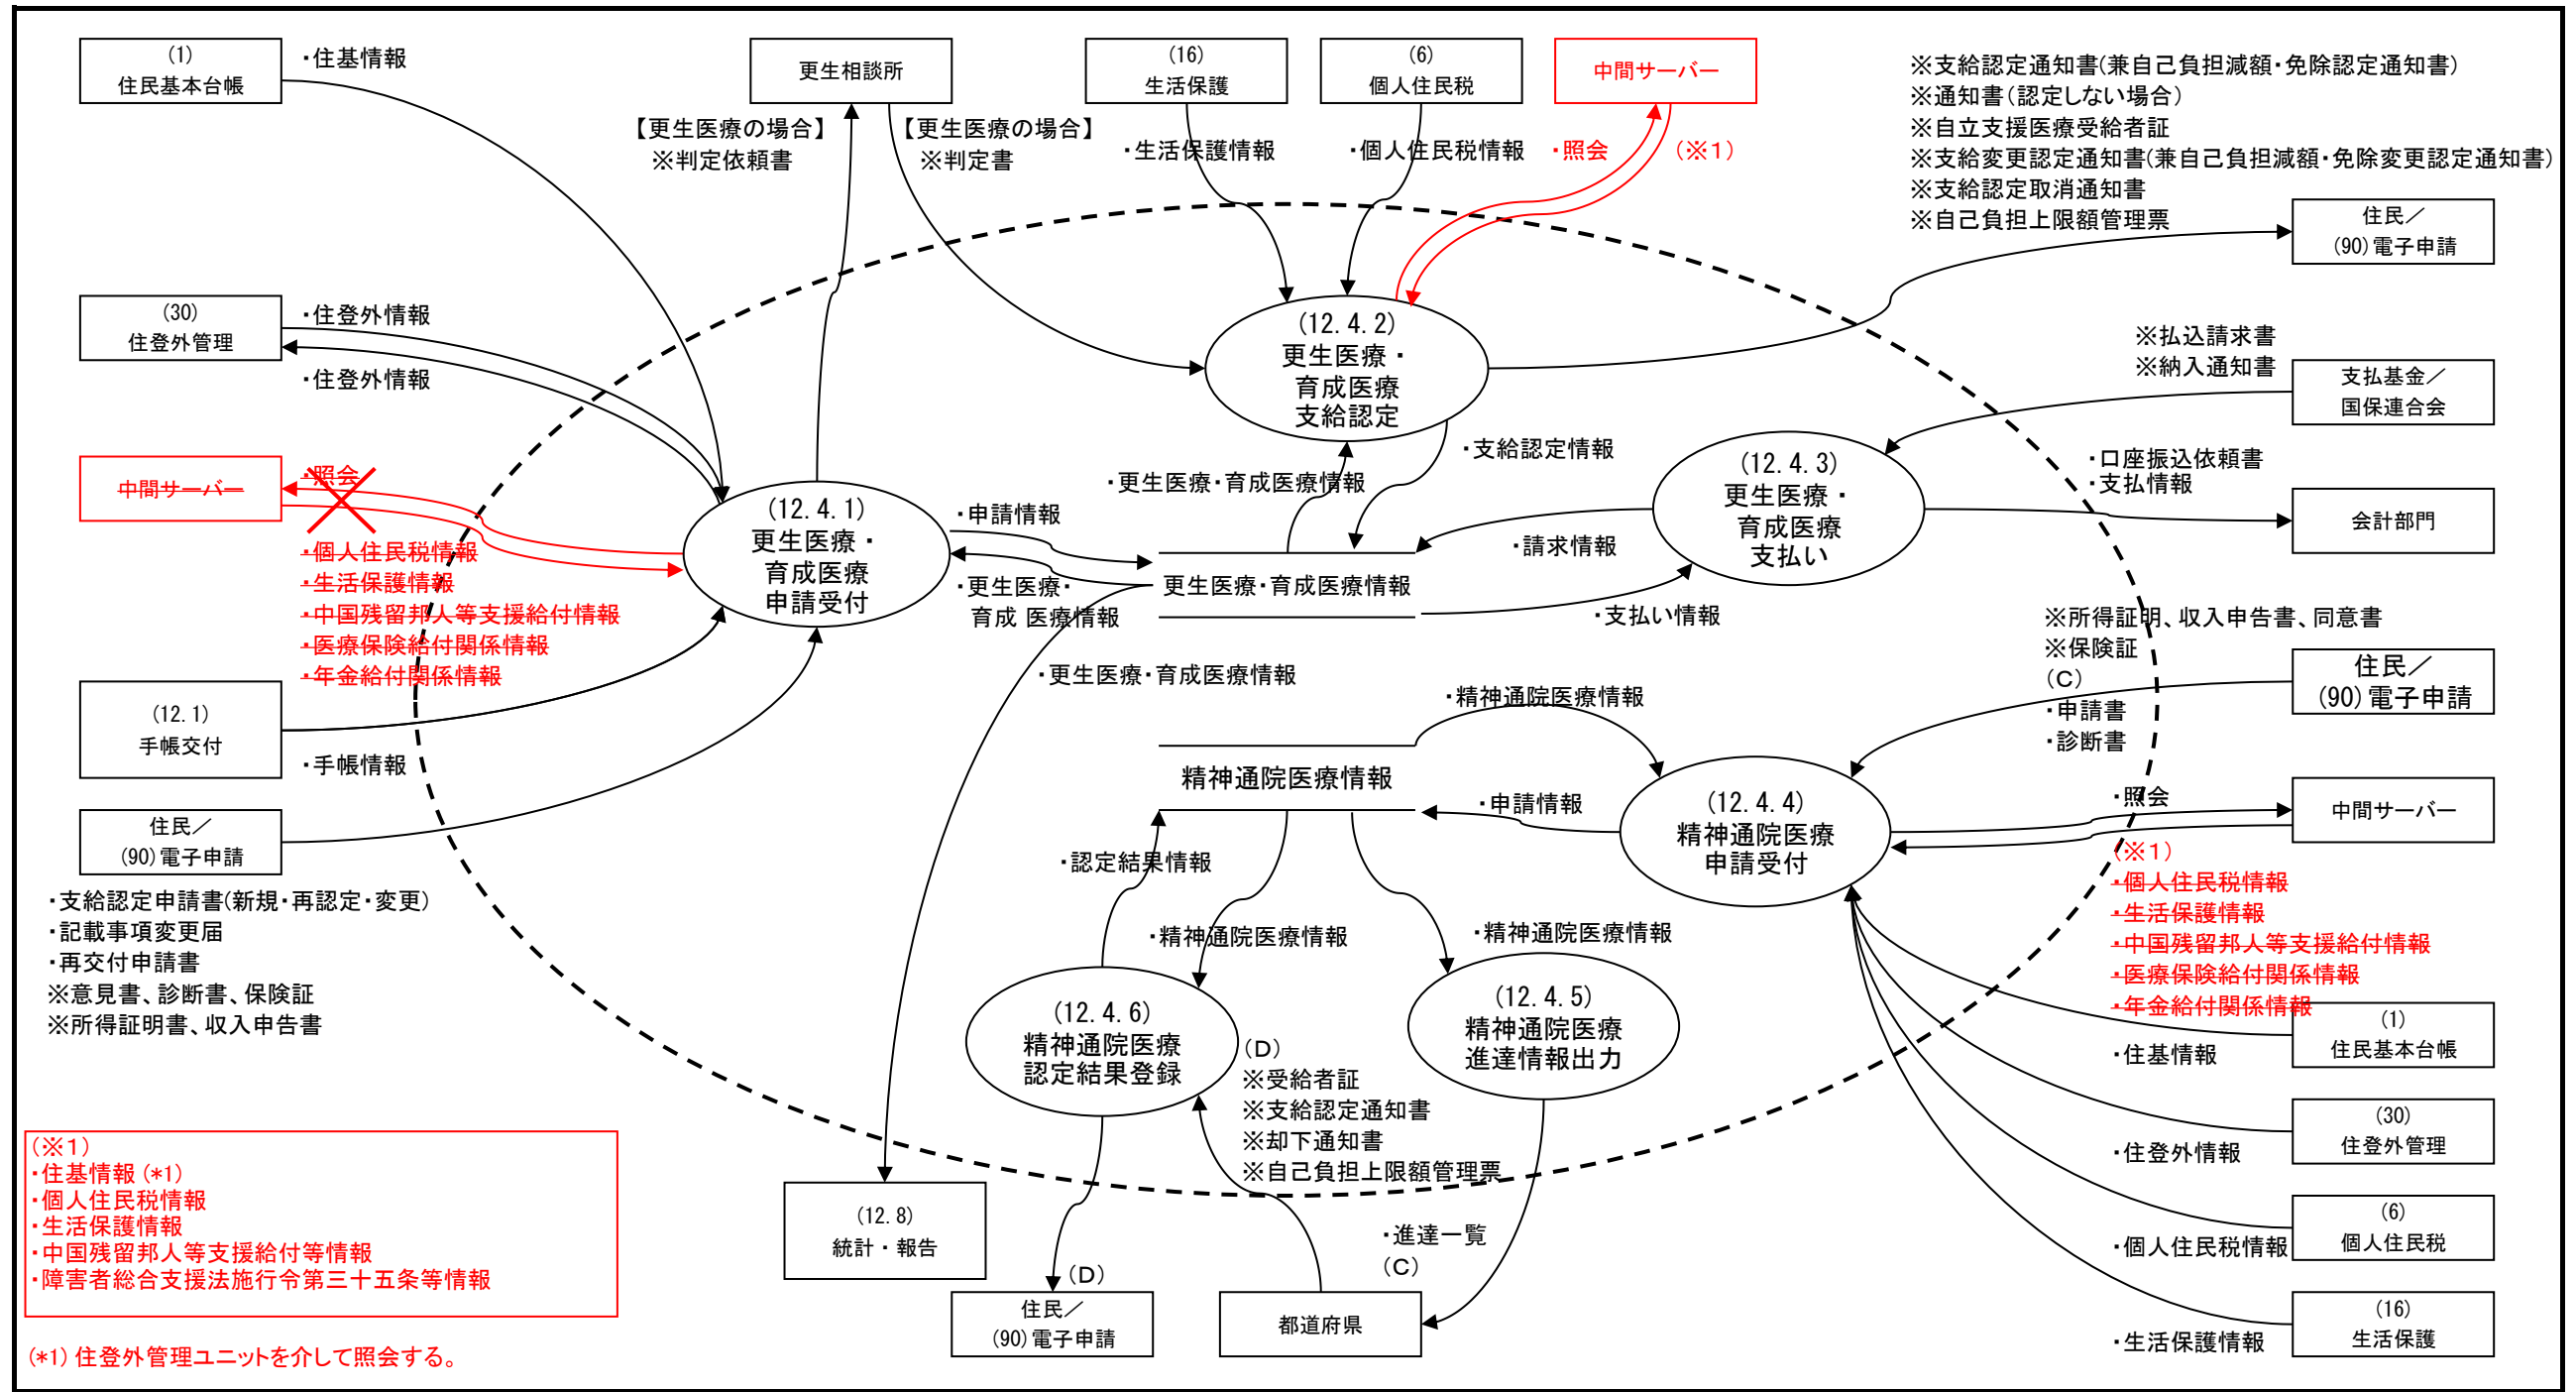 (1)
住民基本台帳
・住基情報
更生相談所
【更生医療の場合】
※判定依頼書
【更生医療の場合】
※判定書
(16)
生活保護
・生活保護情報
(6)
個人住民税
・個人住民税情報
中間サーバー
・照会
(※1)
※支給認定通知書(兼自己負担減額・免除認定通知書)
※通知書(認定しない場合)
※自立支援医療受給者証
※支給変更認定通知書(兼自己負担減額・免除変更認定通知書)
※支給認定取消通知書
※自己負担上限額管理票
住民／
(90)電子申請
(30)
住登外管理
・住登外情報
・住登外情報
(12.4.2)
更生医療・
育成医療
支給認定
※払込請求書
※納入通知書
支払基金／
国保連合会
中間サーバー
・照会
・個人住民税情報
・生活保護情報
・中国残留邦人等支援給付情報
・医療保険給付関係情報
・年金給付関係情報
(12.4.1)
更生医療・
育成医療
申請受付
・申請情報
・更生医療・
育成 医療情報
・更生医療・育成医療情報
・支給認定情報
更生医療・育成医療情報
(12.4.3)
更生医療・
育成医療
支払い
・請求情報
・支払い情報
・口座振込依頼書
・支払情報
会計部門
(12.1)
手帳交付
・手帳情報
・更生医療・育成医療情報
・精神通院医療情報
※所得証明、収入申告書、同意書
※保険証
(C)
・申請書
・診断書
住民／
(90)電子申請
精神通院医療情報
・申請情報
(12.4.4)
精神通院医療
申請受付
・照会
中間サーバー
(※1)
・個人住民税情報
・生活保護情報
・中国残留邦人等支援給付情報
・医療保険給付関係情報
・年金給付関係情報
住民／
(90)電子申請
・支給認定申請書(新規・再認定・変更)
・記載事項変更届
・再交付申請書
※意見書、診断書、保険証
※所得証明書、収入申告書
・認定結果情報
・精神通院医療情報
・精神通院医療情報
(12.4.6)
精神通院医療
認定結果登録
(12.4.5)
精神通院医療
進達情報出力
(D)
※受給者証
※支給認定通知書
※却下通知書
※自己負担上限額管理票
(1)
住民基本台帳
・住基情報
(30)
住登外管理
・住登外情報
(6)
個人住民税
・個人住民税情報
(16)
生活保護
・生活保護情報
(12.8)
統計・報告
(D)
住民／
(90)電子申請
・進達一覧
(C)
都道府県
(※1)
・住基情報(*1)
・個人住民税情報
・生活保護情報
・中国残留邦人等支援給付等情報
・障害者総合支援法施行令第三十五条等情報
(*1)住登外管理ユニットを介して照会する。